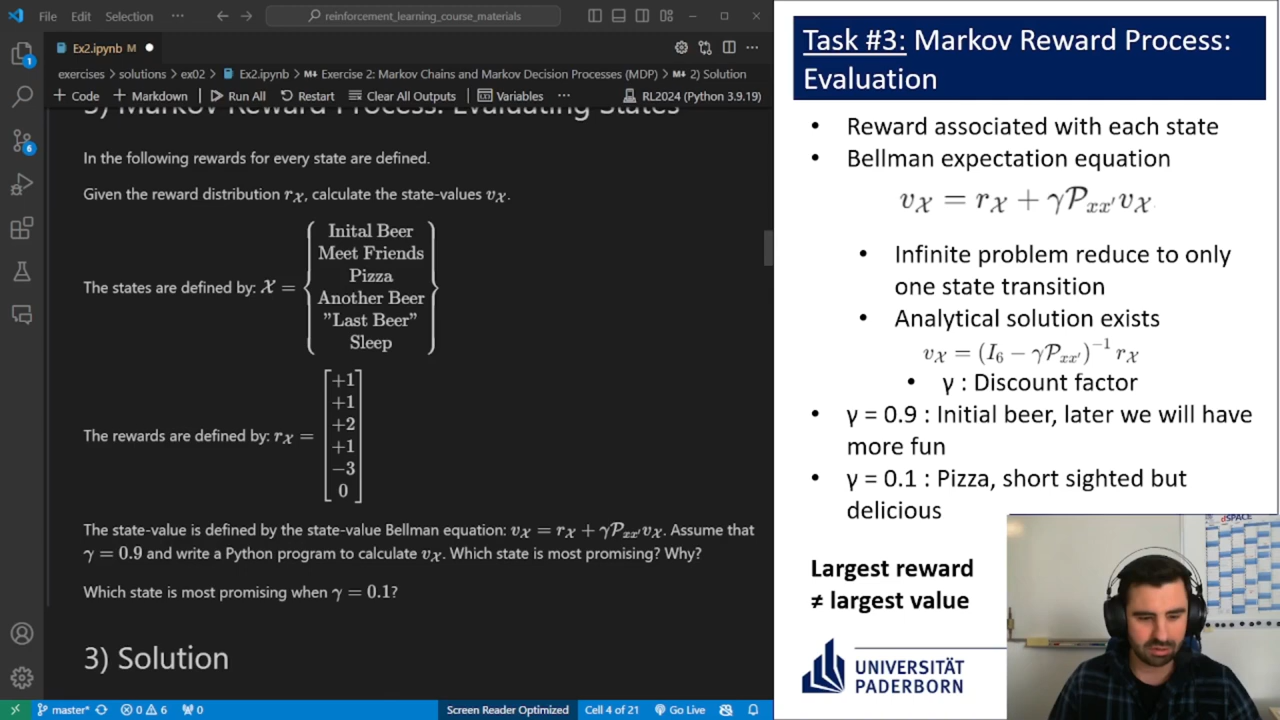 File Edit Selection ··· reinforcement_learning_course_materials
Ex2.ipynb M
exercises > solutions > ex02 > Ex2.ipynb > Exercise 2: Markov Chains and Markov Decision Processes (MDP) > 2) Solution
+ Code + Markdown Run All Restart Clear All Outputs Variables ··· RL2024 (Python 3.9.19)
3) Markov Reward Process: Evaluating States
In the following rewards for every state are defined.
Given the reward distribution r𝒳, calculate the state-values v𝒳.
The states are defined by: 𝒳 =
Inital Beer
Meet Friends
Pizza
Another Beer
"Last Beer"
Sleep
The rewards are defined by: r𝒳 =
+1
+1
+2
+1
−3
0
The state-value is defined by the state-value Bellman equation: v𝒳 = r𝒳 + γ𝒫xx′v𝒳. Assume that
γ = 0.9 and write a Python program to calculate v𝒳. Which state is most promising? Why?
Which state is most promising when γ = 0.1?
3) Solution
1
6
master* 0 6 0 Screen Reader Optimized Cell 4 of 21 Go Live
Task #3: Markov Reward Process:
Evaluation
• Reward associated with each state
• Bellman expectation equation
v𝒳 = r𝒳 + γ𝒫xx′v𝒳
• Infinite problem reduce to only
one state transition
• Analytical solution exists
v𝒳 = (I6 − γ𝒫xx′)⁻¹ r𝒳
• γ : Discount factor
• γ = 0.9 : Initial beer, later we will have
more fun
• γ = 0.1 : Pizza, short sighted but
delicious
Largest reward
≠ largest value
UNIVERSITÄT
PADERBORN
dSPACE